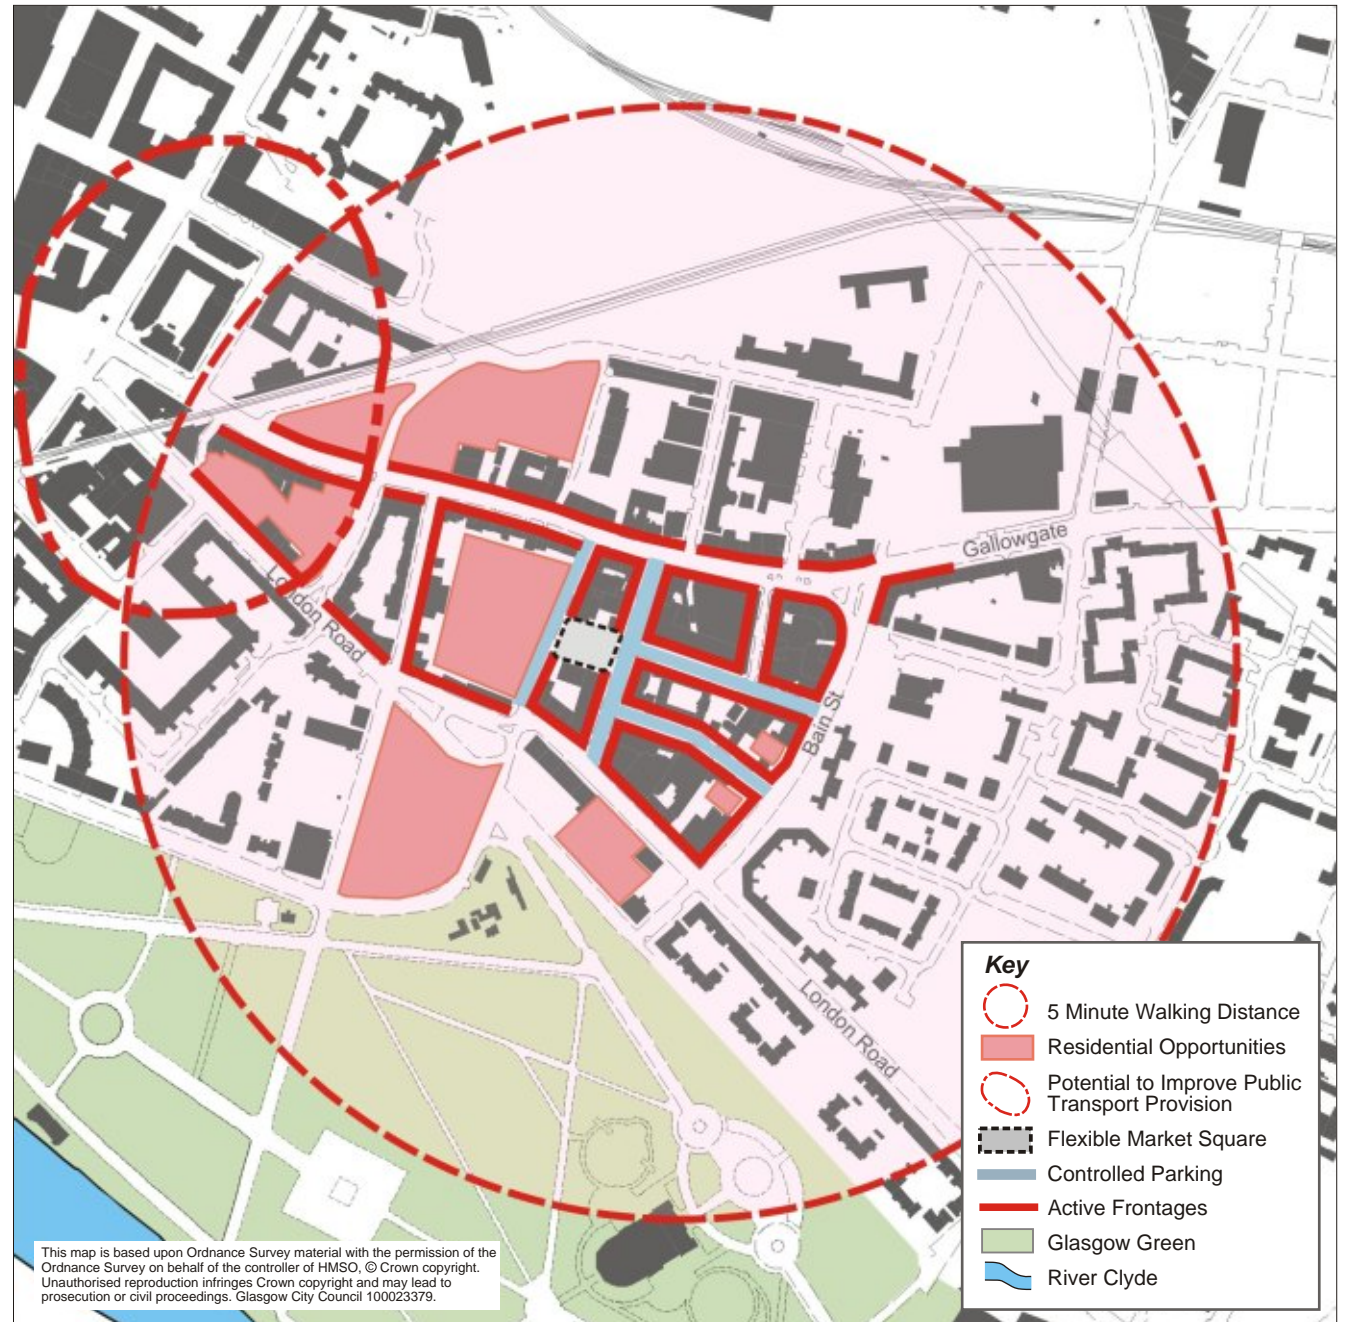 Gallowgate
London Road
Bain St
London Road
Key
5 Minute Walking Distance
Residential Opportunities
Potential to Improve Public
Transport Provision
Flexible Market Square
Controlled Parking
Active Frontages
Glasgow Green
River Clyde
This map is based upon Ordnance Survey material with the permission of the
Ordnance Survey on behalf of the controller of HMSO, © Crown copyright.
Unauthorised reproduction infringes Crown copyright and may lead to
prosecution or civil proceedings. Glasgow City Council 100023379.